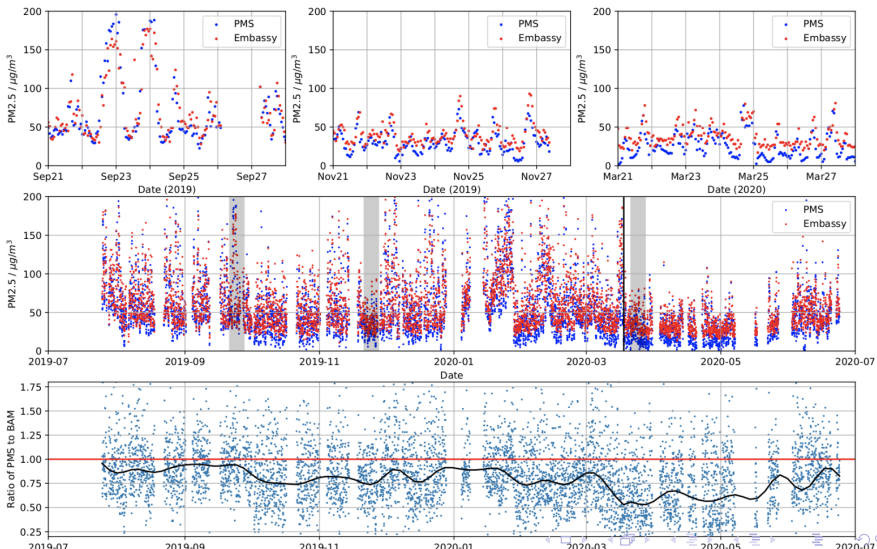 PMS
Embassy
PM2.5 / μg/m³
200
150
100
50
0
Sep21
Sep23
Sep25
Sep27
Date (2019)
PMS
Embassy
PM2.5 / μg/m³
200
150
100
50
0
Nov21
Nov23
Nov25
Nov27
Date (2019)
PMS
Embassy
PM2.5 / μg/m³
200
150
100
50
0
Mar21
Mar23
Mar25
Mar27
Date (2020)
PMS
Embassy
PM2.5 / μg/m³
200
150
100
50
0
2019-07
2019-09
2019-11
2020-01
2020-03
2020-05
2020-07
Date
Ratio of PMS to BAM
1.75
1.50
1.25
1.00
0.75
0.50
0.25
2019-07
2019-09
2019-11
2020-01
2020-03
2020-05
2020-07